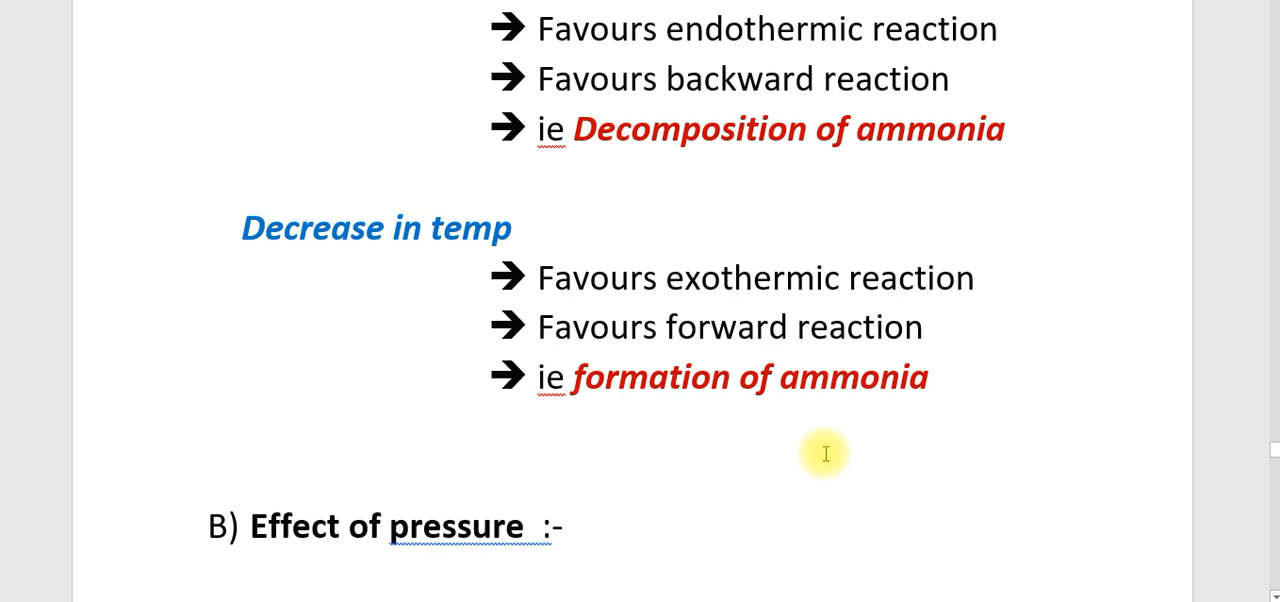 ➔ Favours endothermic reaction
➔ Favours backward reaction
➔ ie Decomposition of ammonia
Decrease in temp
➔ Favours exothermic reaction
➔ Favours forward reaction
➔ ie formation of ammonia
B) Effect of pressure :-